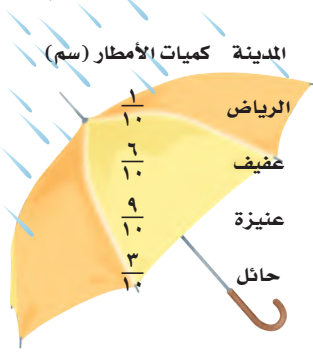 المدينة كميات الأمطار (سم)
الرياض ١/١٠
عفيف ٦/١٠
عنيزة ٩/١٠
حائل ٣/١٠